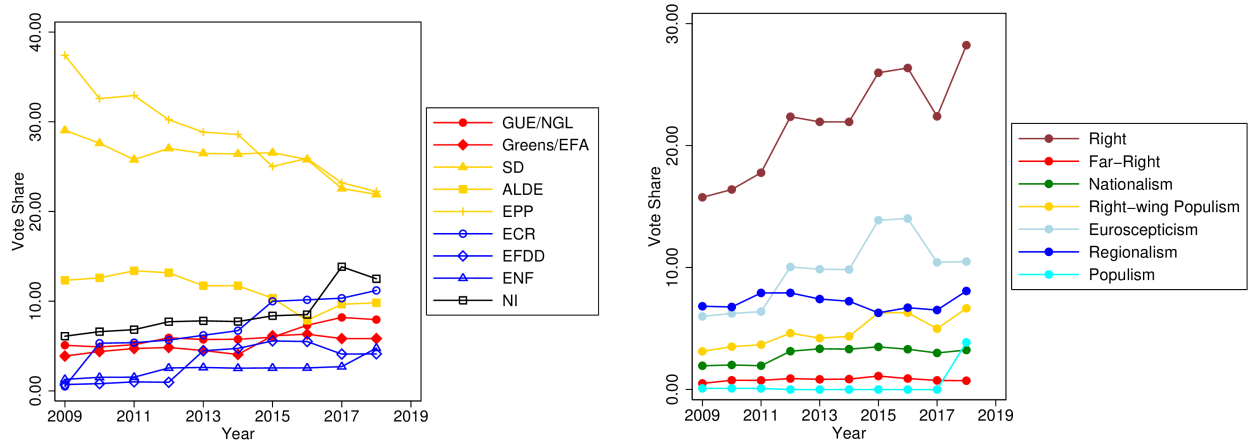 40.00
30.00
20.00
10.00
0.00
Vote Share
2009 2011 2013 2015 2017 2019
Year
GUE/NGL
Greens/EFA
SD
ALDE
EPP
ECR
EFDD
ENF
NI
30.00
20.00
10.00
0.00
Vote Share
2009 2011 2013 2015 2017 2019
Year
Right
Far-Right
Nationalism
Right-wing Populism
Euroscepticism
Regionalism
Populism